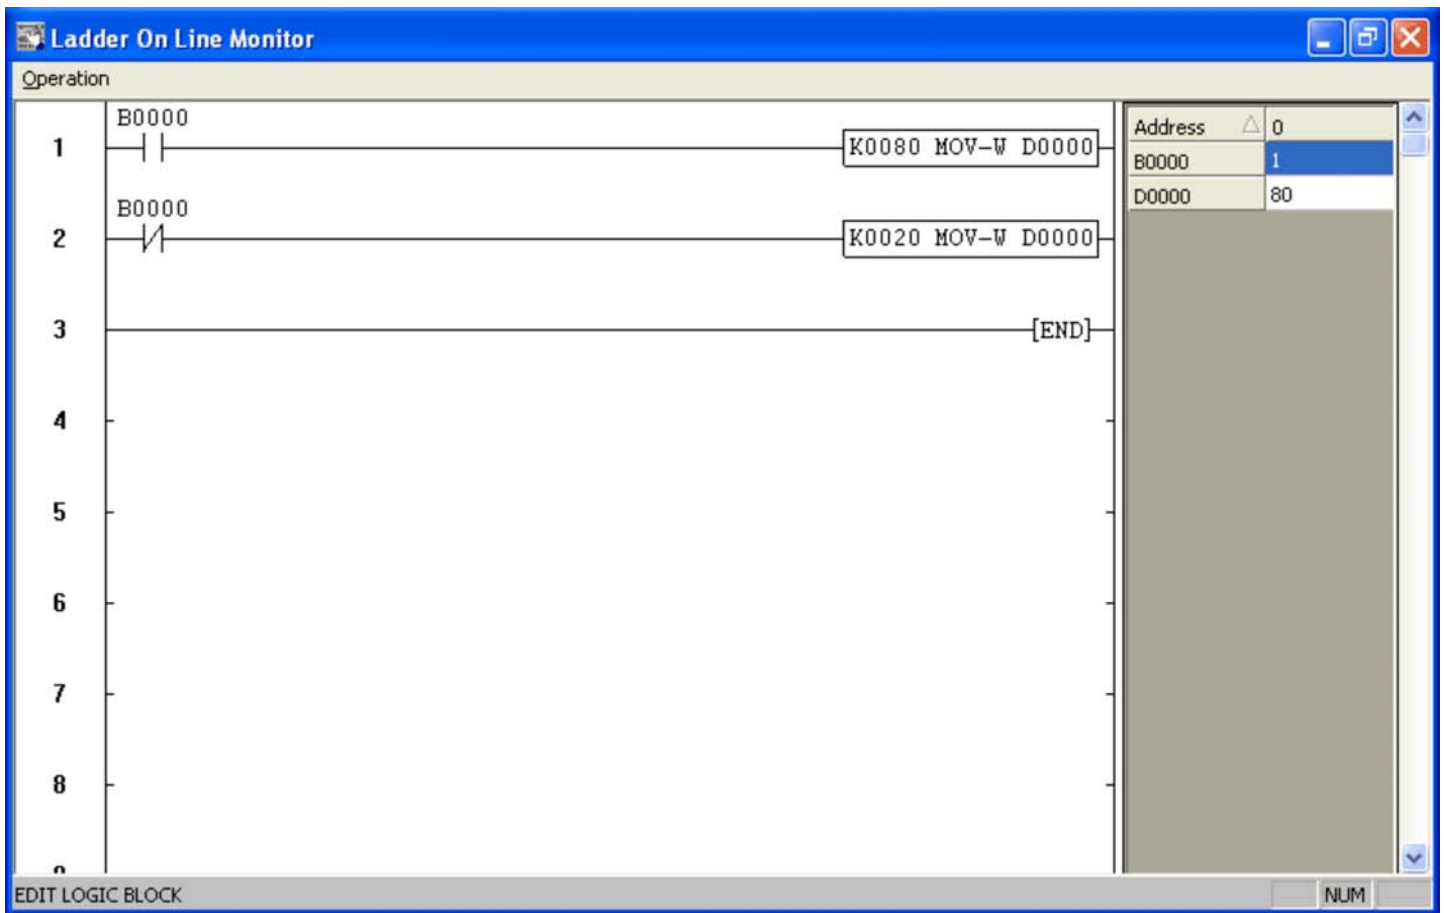 Ladder On Line Monitor
Operation
B0000
1 K0080 MOV-W D0000
B0000
2 K0020 MOV-W D0000
3 [END]
4
5
6
7
8
Address 0
B0000 1
D0000 80
EDIT LOGIC BLOCK NUM